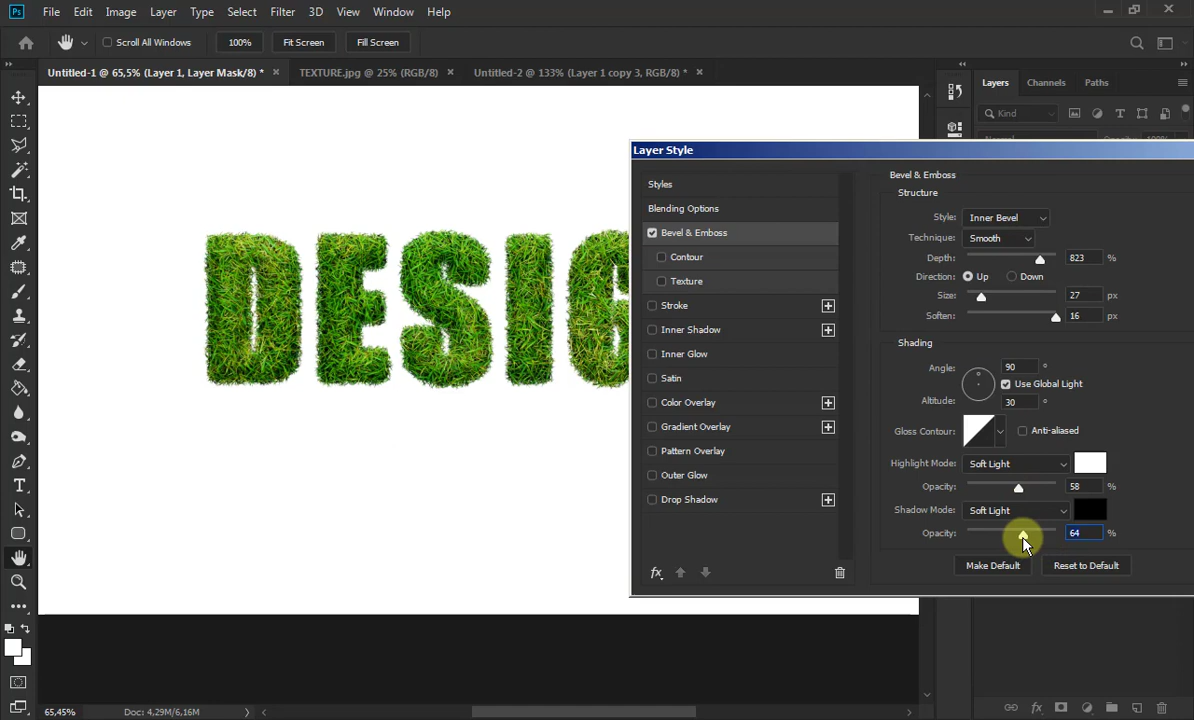 Ps File Edit Image Layer Type Select Filter 3D View Window Help
Scroll All Windows 100% Fit Screen Fill Screen
Untitled-1 @ 65,5% (Layer 1, Layer Mask/8) * × TEXTURE.jpg @ 25% (RGB/8) × Untitled-2 @ 133% (Layer 1 copy 3, RGB/8) * ×
Layers Channels Paths
Kind
Layer Style
Styles
Blending Options
Bevel & Emboss
Contour
Texture
Stroke
Inner Shadow
Inner Glow
Satin
Color Overlay
Gradient Overlay
Pattern Overlay
Outer Glow
Drop Shadow
fx
Bevel & Emboss
Structure
Style: Inner Bevel
Technique: Smooth
Depth: 823 %
Direction: Up Down
Size: 27 px
Soften: 16 px
Shading
Angle: 90 °
Use Global Light
Altitude: 30 °
Gloss Contour: Anti-aliased
Highlight Mode: Soft Light
Opacity: 58 %
Shadow Mode: Soft Light
Opacity: 64 %
Make Default Reset to Default
DESIG
65,45% Doc: 4,29M/6,16M
fx